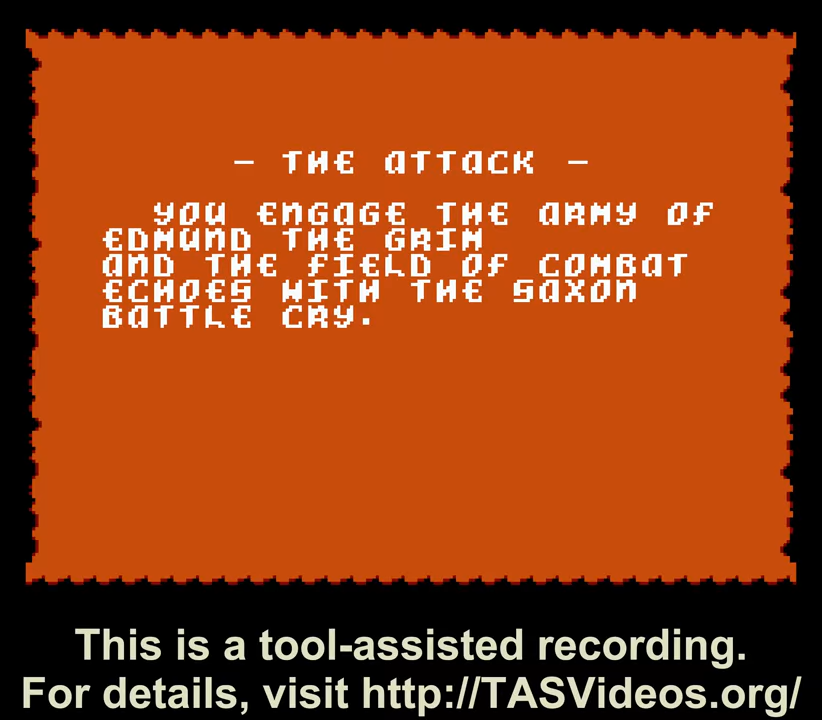 - THE ATTACK -
YOU ENGAGE THE ARMY OF
EDMUND THE GRIM
AND THE FIELD OF COMBAT
ECHOES WITH THE SAXON
BATTLE CRY.
This is a tool-assisted recording.
For details, visit http://TASVideos.org/